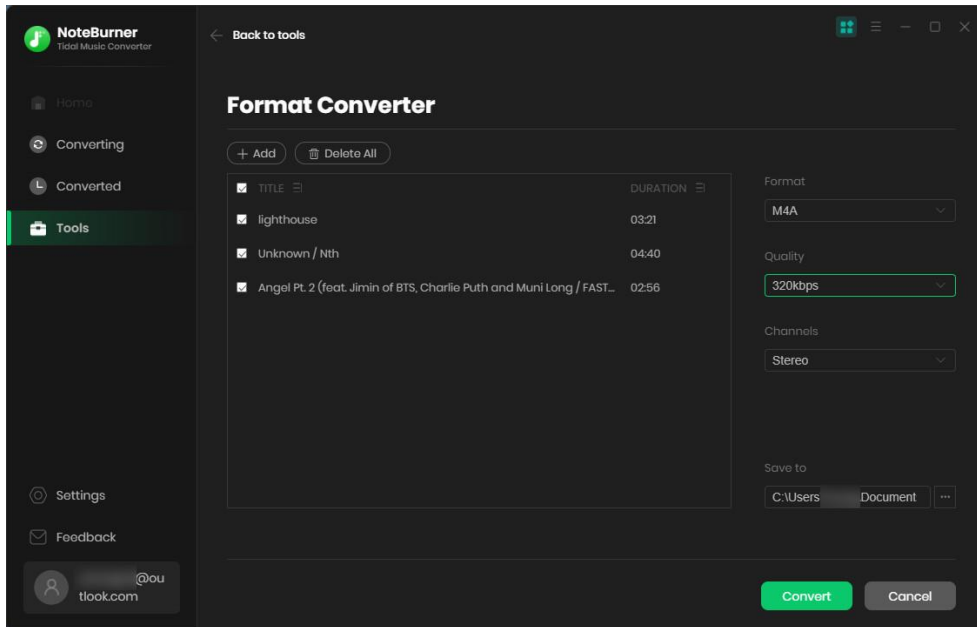 NoteBurner
Tidal Music Converter
Back to tools
Home
Converting
Converted
Tools
Settings
Feedback
@ou
tlook.com
Format Converter
+ Add
Delete All
TITLE
DURATION
lighthouse 03:21
Unknown / Nth 04:40
Angel Pt. 2 (feat. Jimin of BTS, Charlie Puth and Muni Long / FAST... 02:56
Format
M4A
Quality
320kbps
Channels
Stereo
Save to
C:\Users Document
...
Convert
Cancel